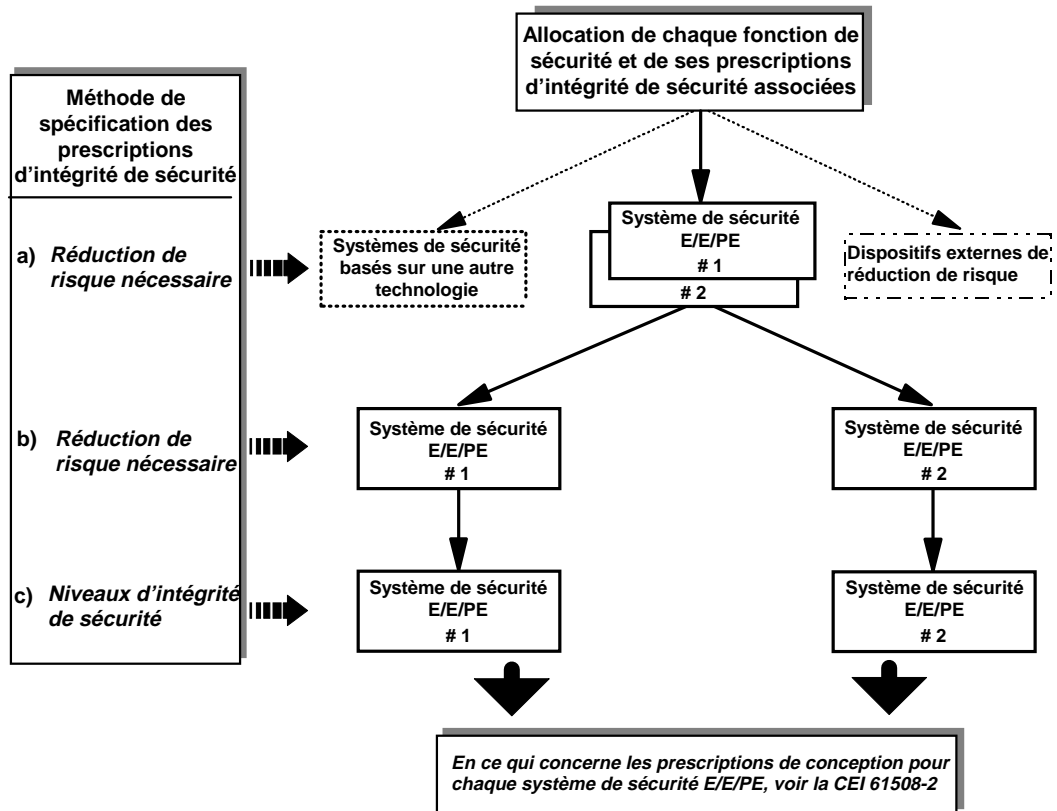 Allocation de chaque fonction de
sécurité et de ses prescriptions
d'intégrité de sécurité associées
Méthode de
spécification des
prescriptions
d'intégrité de sécurité
a) Réduction de
risque nécessaire
Systèmes de sécurité
basés sur une autre
technologie
Système de sécurité
E/E/PE
# 1
# 2
Dispositifs externes de
réduction de risque
b) Réduction de
risque nécessaire
Système de sécurité
E/E/PE
# 1
Système de sécurité
E/E/PE
# 2
c) Nivëaux d'intégrité
de sécurité
Système de sécurité
E/E/PE
# 1
Système de sécurité
E/E/PE
# 2
En ce qui concerne les prescriptions de conception pour
chaque système de sécurité E/E/PE, voir la CEI 61508-2